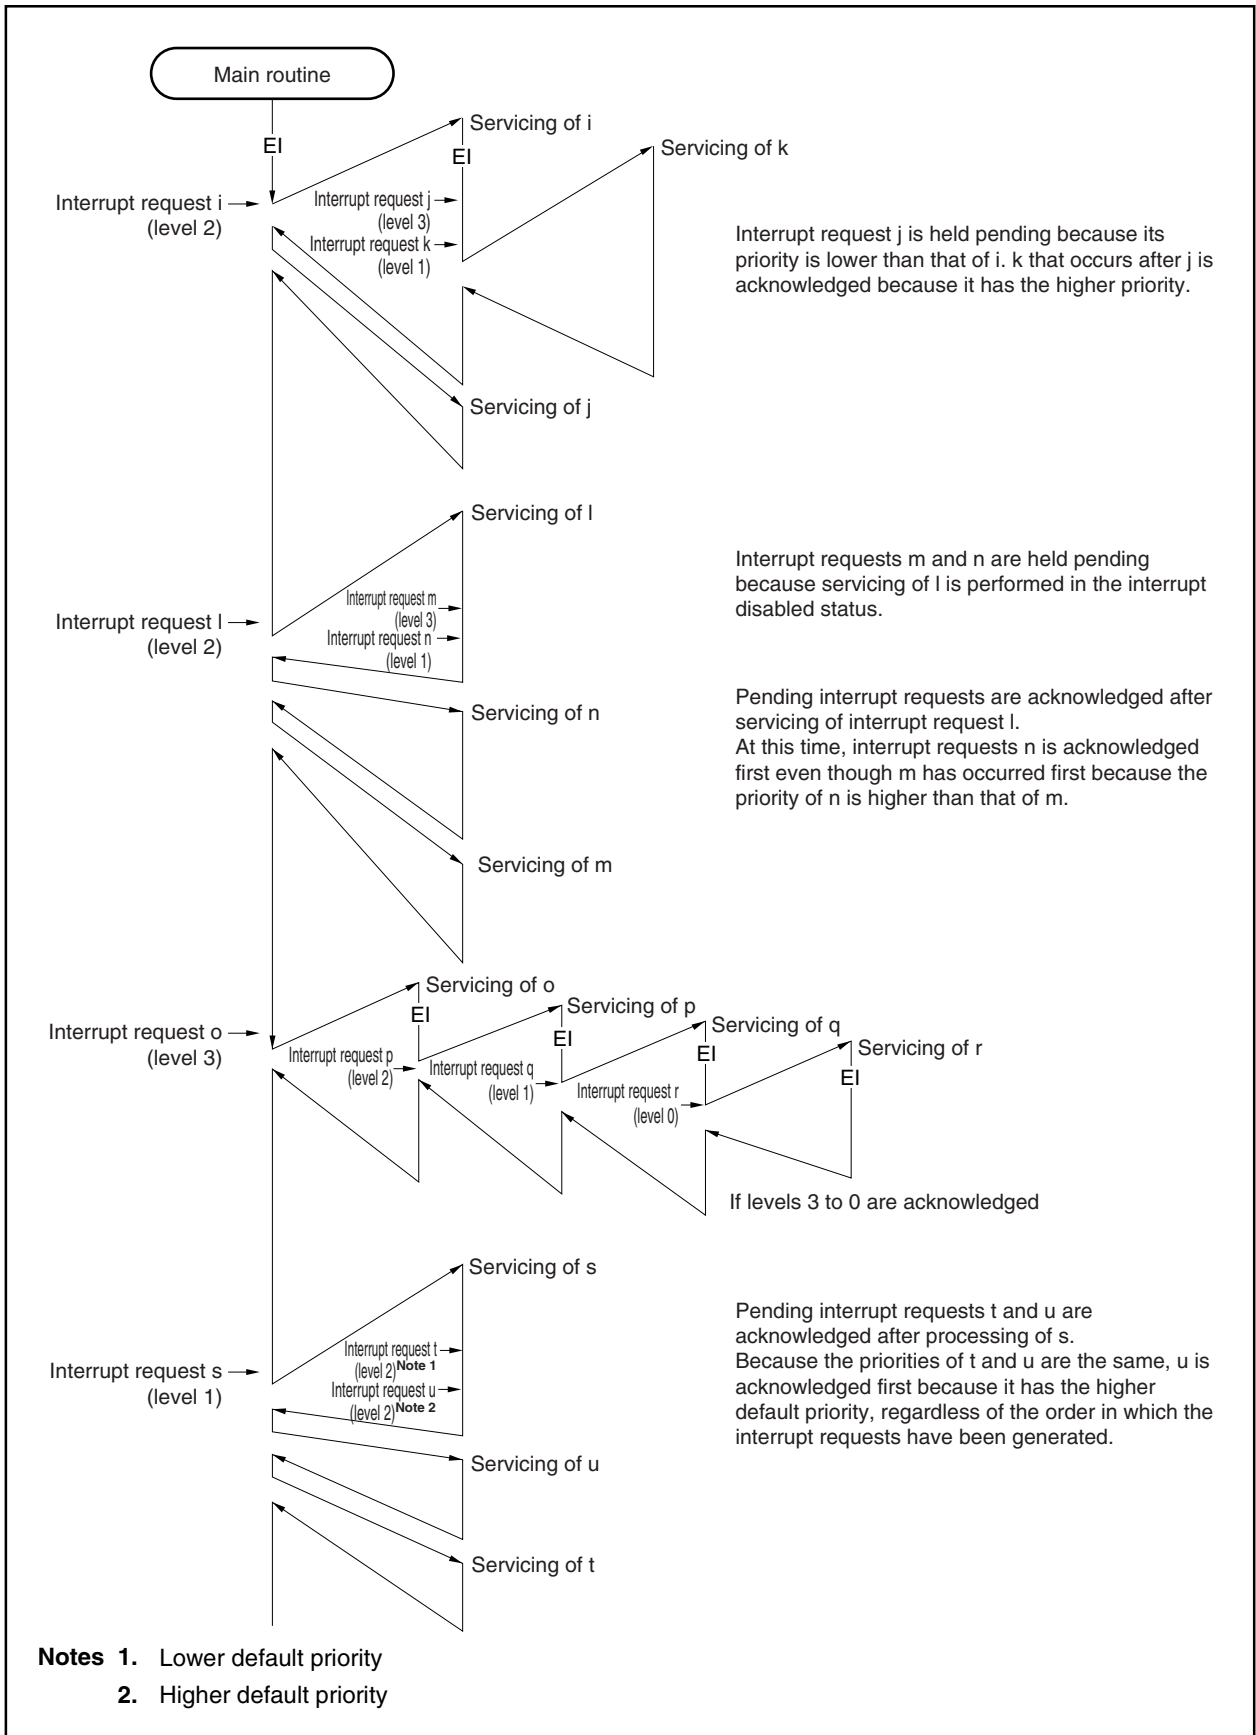 Main routine
EI
Servicing of i
EI
Servicing of k
Interrupt request i
(level 2)
Interrupt request j
(level 3)
Interrupt request k
(level 1)
Interrupt request j is held pending because its
priority is lower than that of i. k that occurs after j is
acknowledged because it has the higher priority.
Servicing of j
Servicing of l
Interrupt request l
(level 2)
Interrupt request m
(level 3)
Interrupt request n
(level 1)
Interrupt requests m and n are held pending
because servicing of l is performed in the interrupt
disabled status.
Servicing of n
Pending interrupt requests are acknowledged after
servicing of interrupt request l.
At this time, interrupt requests n is acknowledged
first even though m has occurred first because the
priority of n is higher than that of m.
Servicing of m
Servicing of o
EI
Servicing of p
EI
Servicing of q
EI
Servicing of r
EI
Interrupt request o
(level 3)
Interrupt request p
(level 2)
Interrupt request q
(level 1)
Interrupt request r
(level 0)
If levels 3 to 0 are acknowledged
Servicing of s
Interrupt request s
(level 1)
Interrupt request t
(level 2) Note 1
Interrupt request u
(level 2) Note 2
Pending interrupt requests t and u are
acknowledged after processing of s.
Because the priorities of t and u are the same, u is
acknowledged first because it has the higher
default priority, regardless of the order in which the
interrupt requests have been generated.
Servicing of u
Servicing of t
Notes 1. Lower default priority
2. Higher default priority